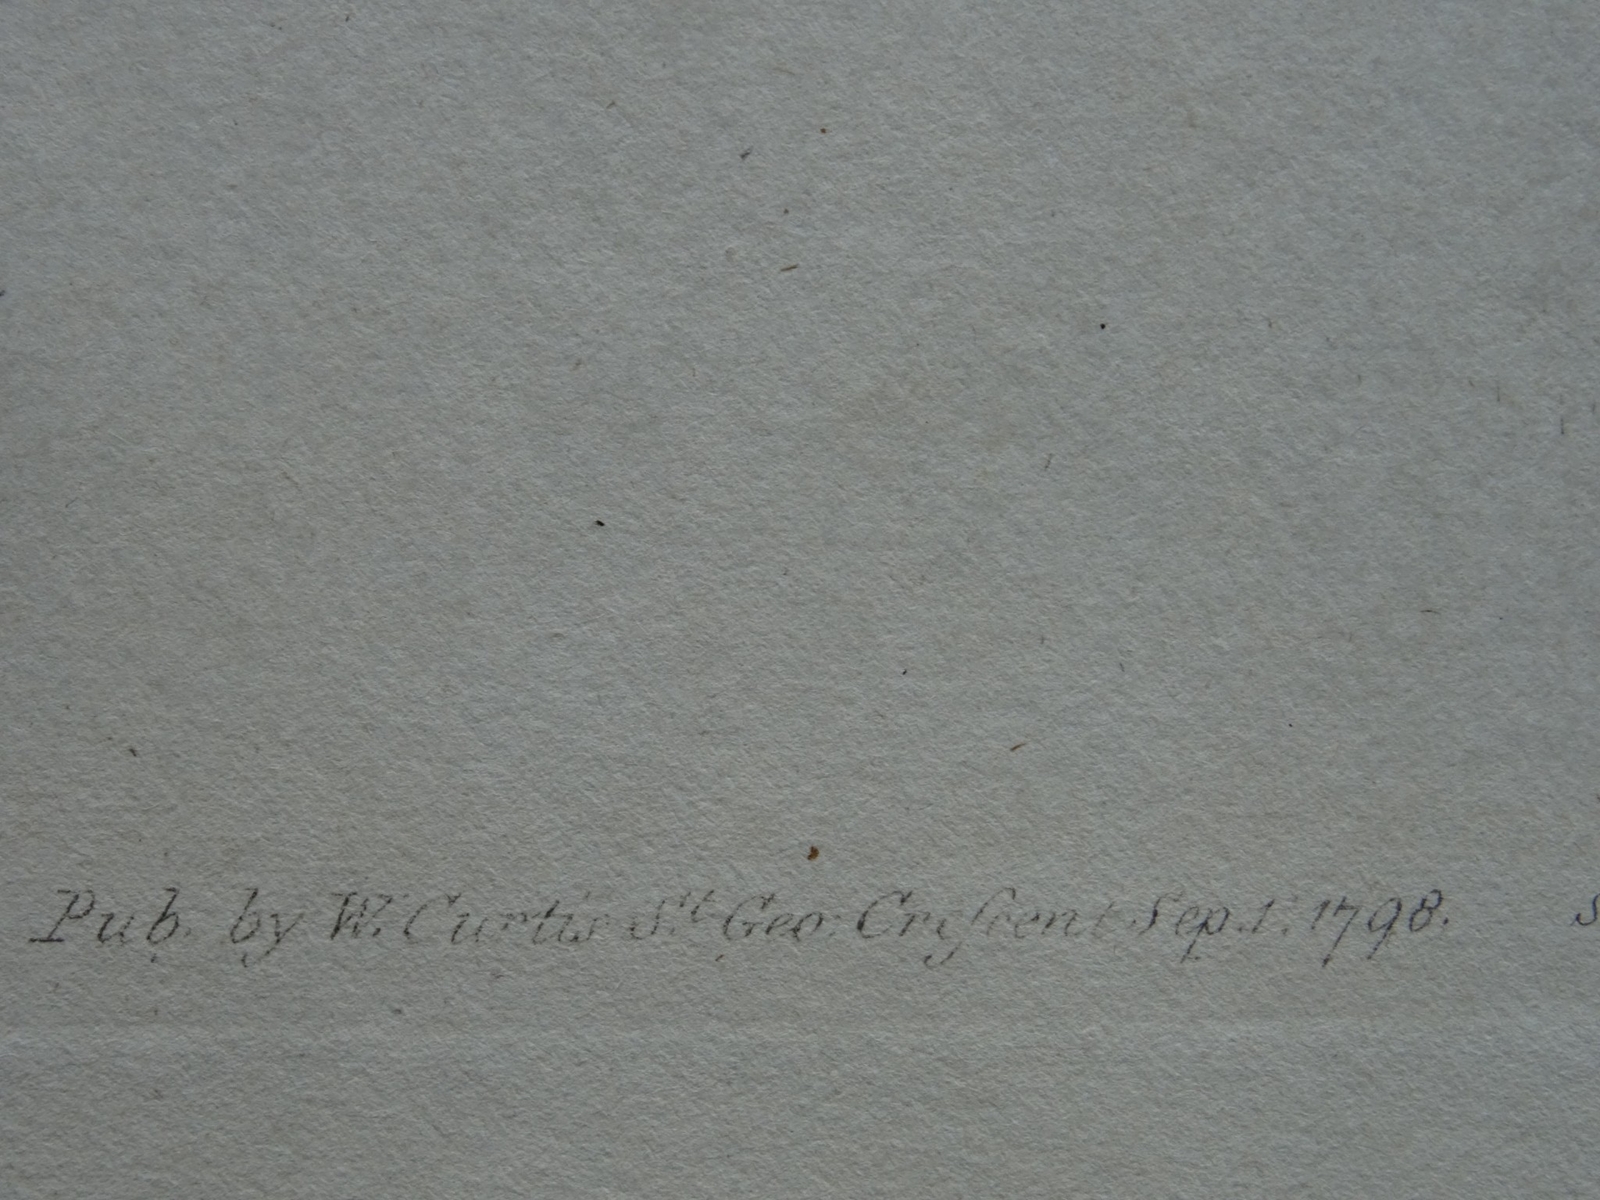 Pub. by W. Curtis St. Geo: Creſcent Sep. 1. 1798. S